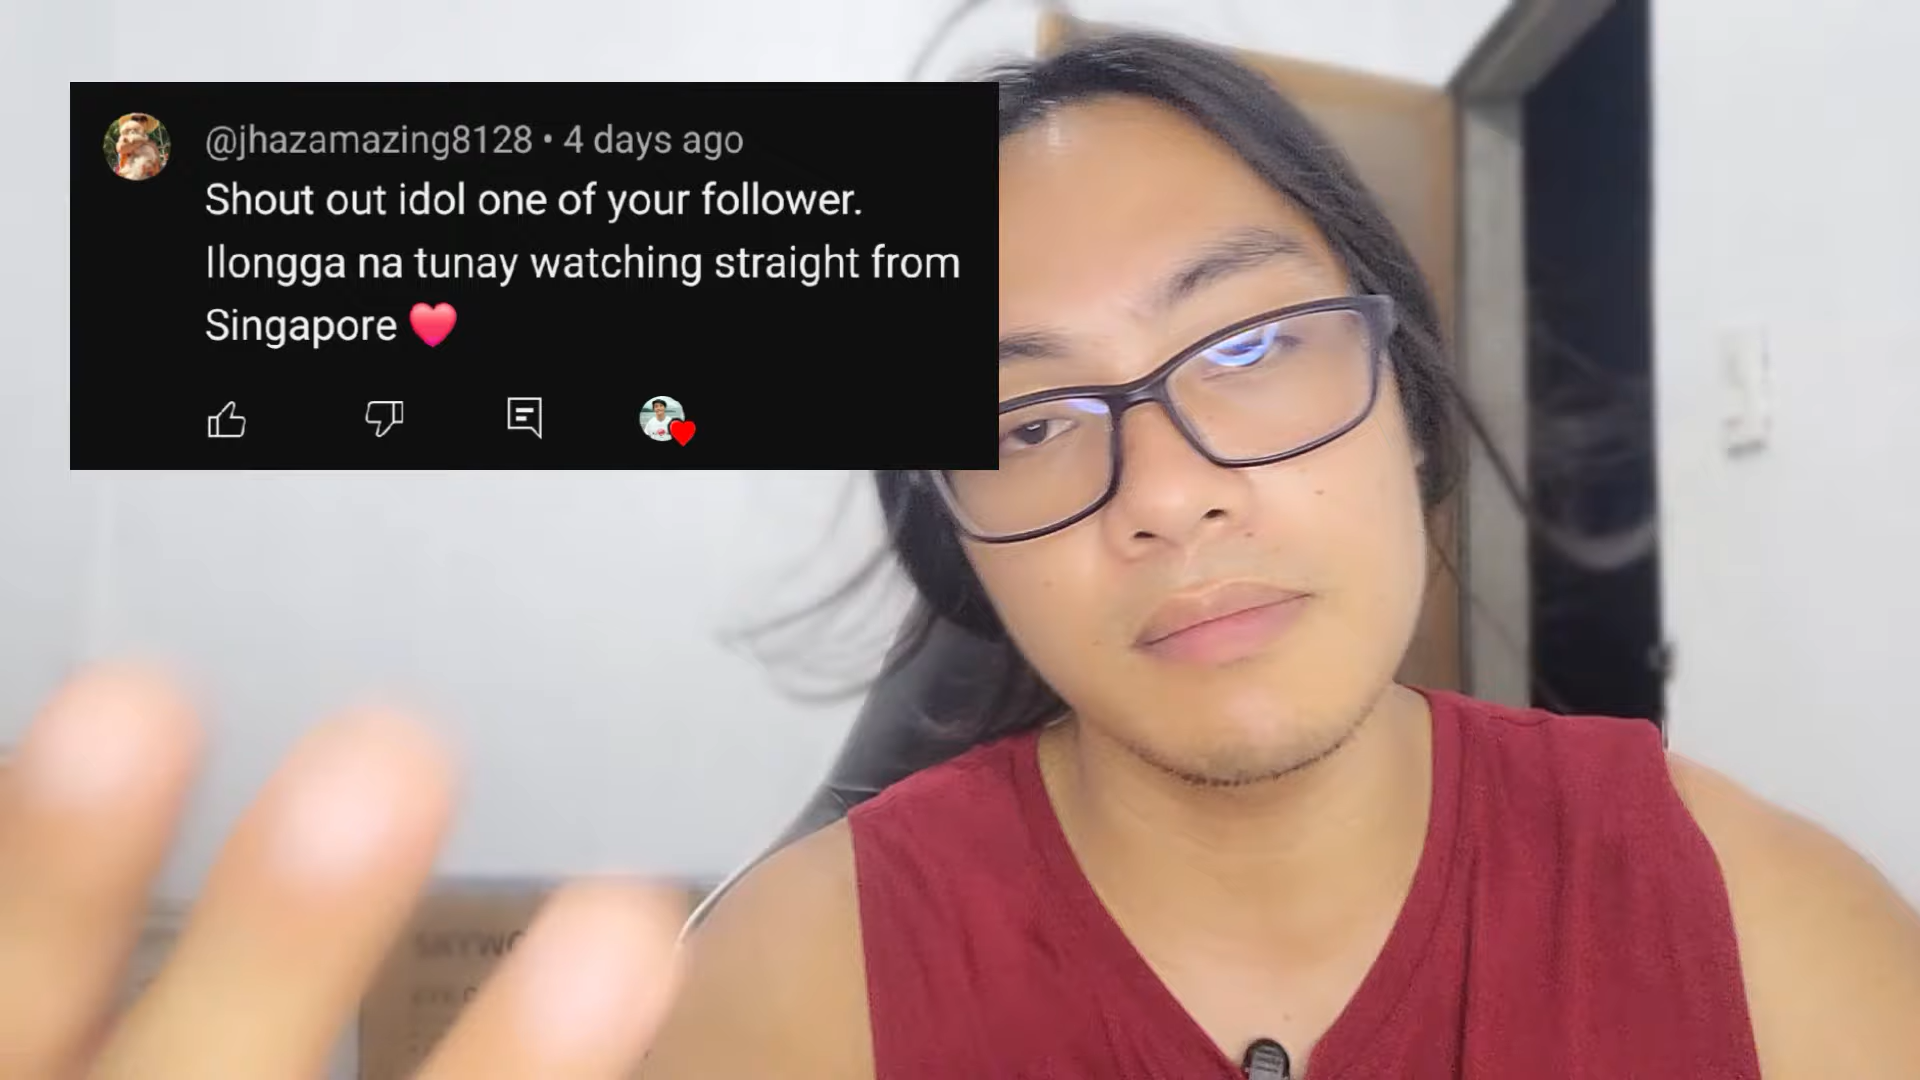 @jhazamazing8128 • 4 days ago
Shout out idol one of your follower.
Ilongga na tunay watching straight from
Singapore ❤️